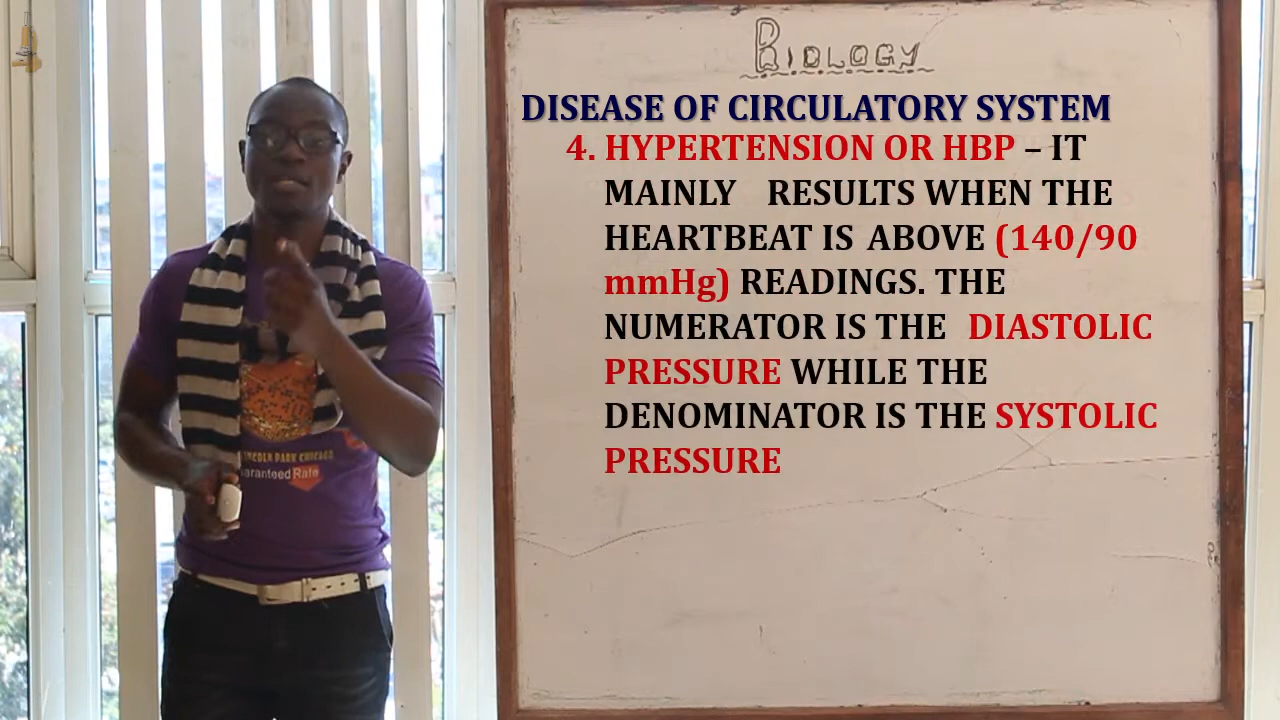 BIOLOGY
DISEASE OF CIRCULATORY SYSTEM
4. HYPERTENSION OR HBP – IT
MAINLY RESULTS WHEN THE
HEARTBEAT IS ABOVE (140/90
mmHg) READINGS. THE
NUMERATOR IS THE DIASTOLIC
PRESSURE WHILE THE
DENOMINATOR IS THE SYSTOLIC
PRESSURE
LINCOLN PARK CHICAGO
guaranteed Rate